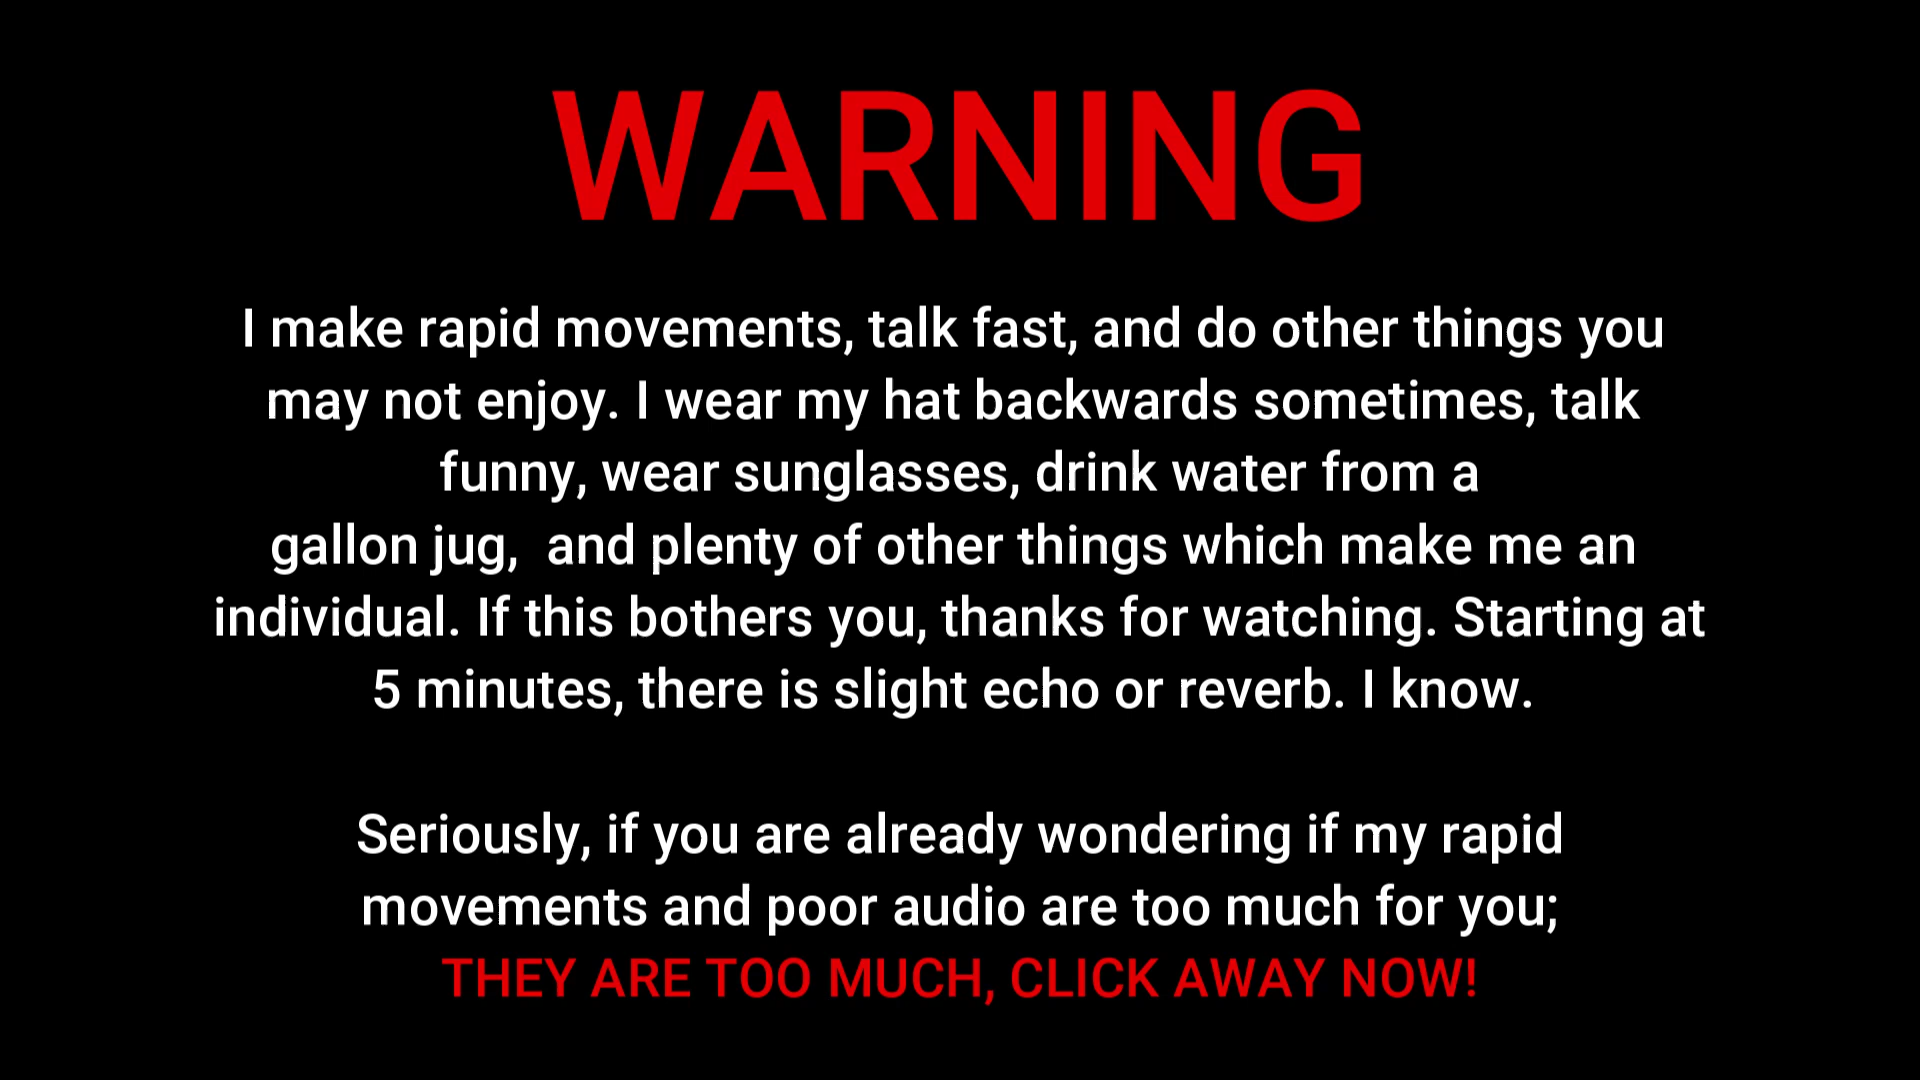 WARNING
I make rapid movements, talk fast, and do other things you
may not enjoy. I wear my hat backwards sometimes, talk
funny, wear sunglasses, drink water from a
gallon jug,  and plenty of other things which make me an
individual. If this bothers you, thanks for watching. Starting at
5 minutes, there is slight echo or reverb. I know.
Seriously, if you are already wondering if my rapid
movements and poor audio are too much for you;
THEY ARE TOO MUCH, CLICK AWAY NOW!